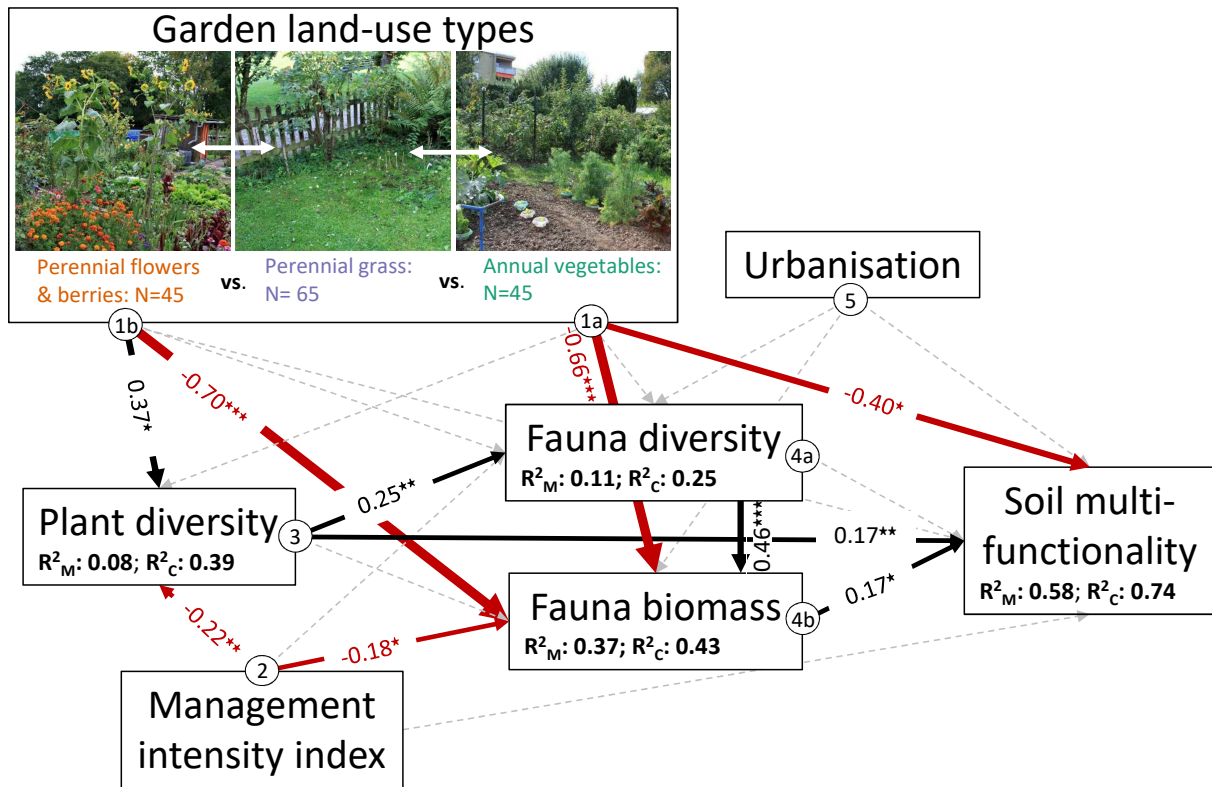 Garden land-use types
Perennial flowers
& berries: N=45
vs.
Perennial grass:
N= 65
vs.
Annual vegetables:
N=45
Urbanisation
5
1b
1a
0.37*
-0.70***
-0.66***
-0.40*
Fauna diversity
R²M: 0.11; R²C: 0.25
4a
0.25**
Plant diversity
R²M: 0.08; R²C: 0.39
3
0.46***
0.17**
Soil multi-
functionality
R²M: 0.58; R²C: 0.74
Fauna biomass
R²M: 0.37; R²C: 0.43
4b
0.17*
-0.22**
-0.18*
2
Management
intensity index